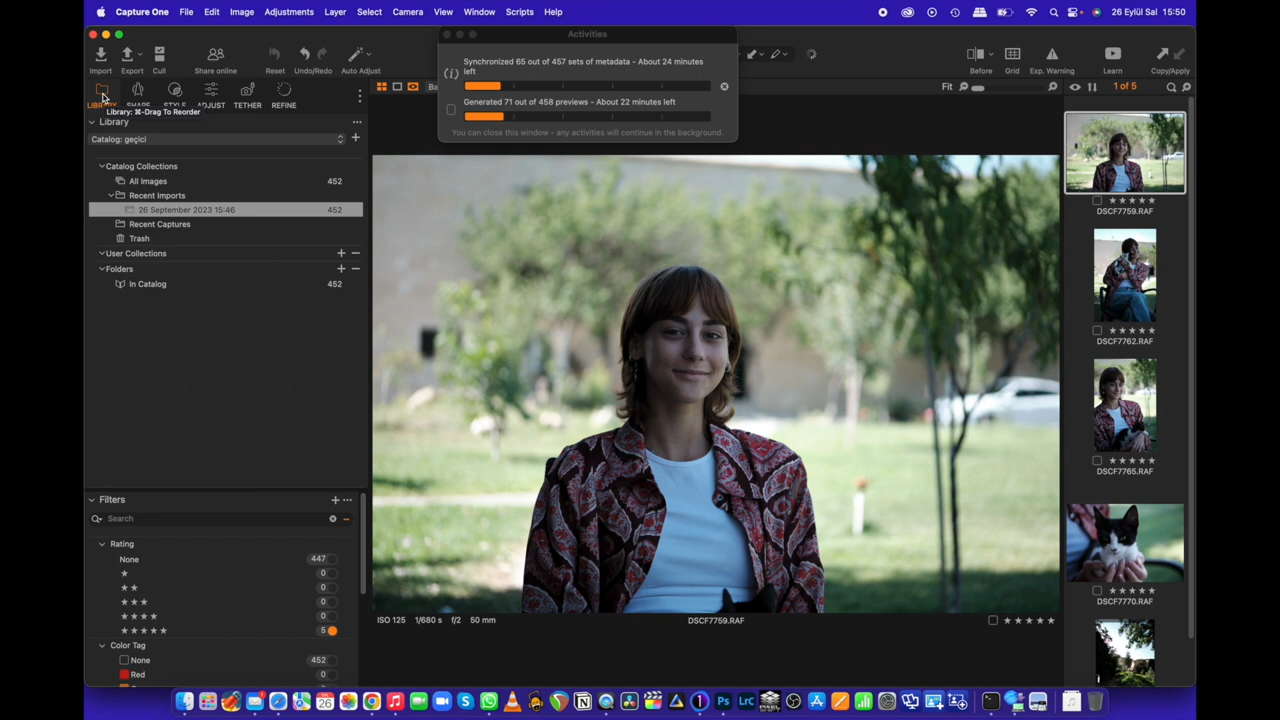 Capture One File Edit Image Adjustments Layer Select Camera View Window Scripts Help
26 Eylül Sal 15:50
Activities
Import Export Cull Share online Reset Undo/Redo Auto Adjust
Before Grid Exp. Warning Learn Copy/Apply
Synchronized 65 out of 457 sets of metadata - About 24 minutes
left
Generated 71 out of 458 previews - About 22 minutes left
You can close this window - any activities will continue in the background.
LIBRARY SHAPE STYLE ADJUST TETHER REFINE
Library: ⌘-Drag To Reorder
Fit
1 of 5
Library
Catalog: geçici
Catalog Collections
All Images 452
Recent Imports
26 September 2023 15:46 452
Recent Captures
Trash
User Collections
Folders
In Catalog 452
Filters
Search
Rating
None 447
★ 0
★★ 0
★★★ 0
★★★★ 0
★★★★★ 5
Color Tag
None 452
Red 0
ISO 125 1/680 s f/2 50 mm
DSCF7759.RAF
★★★★★
★★★★★
DSCF7759.RAF
★★★★★
DSCF7762.RAF
★★★★★
DSCF7765.RAF
★★★★★
DSCF7770.RAF
26
Ps
LrC